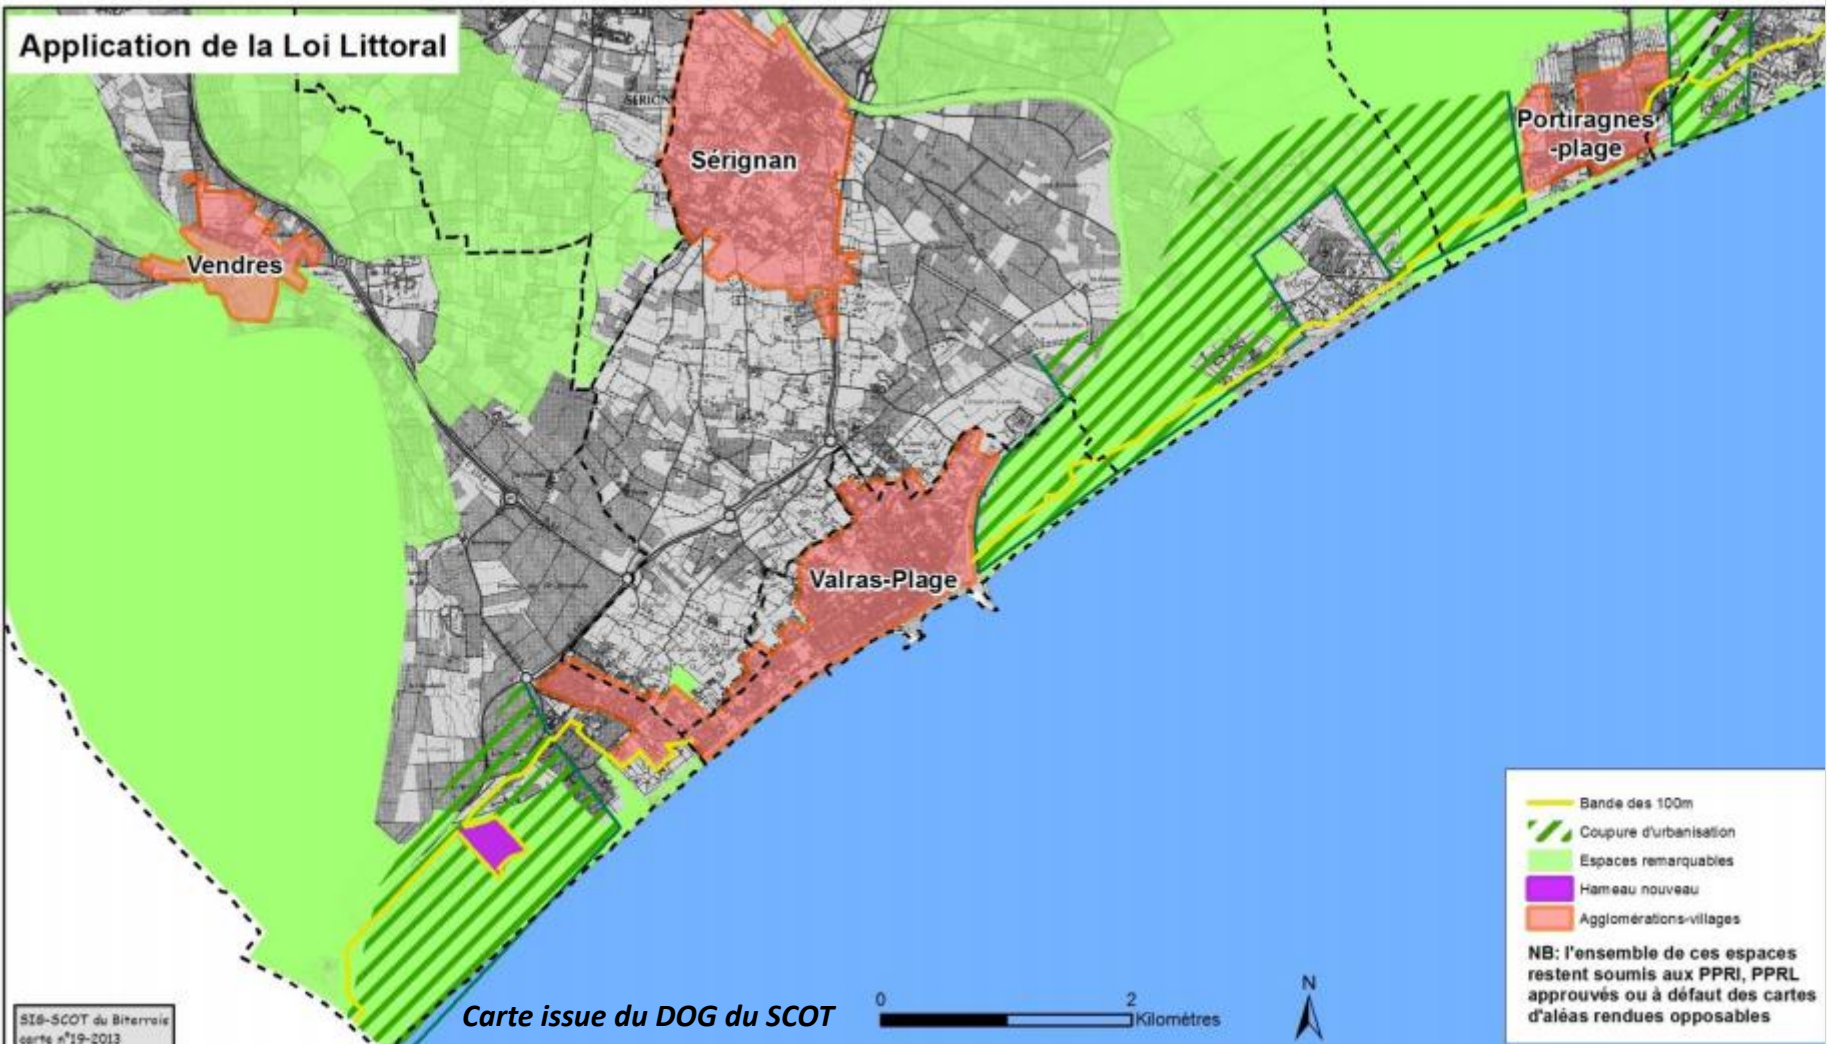 Application de la Loi Littoral
SERIGN
Sérignan
Portiragnes
-plage
Vendres
Valras-Plage
Bande des 100m
Coupure d'urbanisation
Espaces remarquables
Hameau nouveau
Agglomérations-villages
NB: l'ensemble de ces espaces
restent soumis aux PPRI, PPRL
approuvés ou à défaut des cartes
d'aléas rendues opposables
N
0 2
Kilomètres
Carte issue du DOG du SCOT
SIG-SCOT du Biterrois
carte n°19-2013